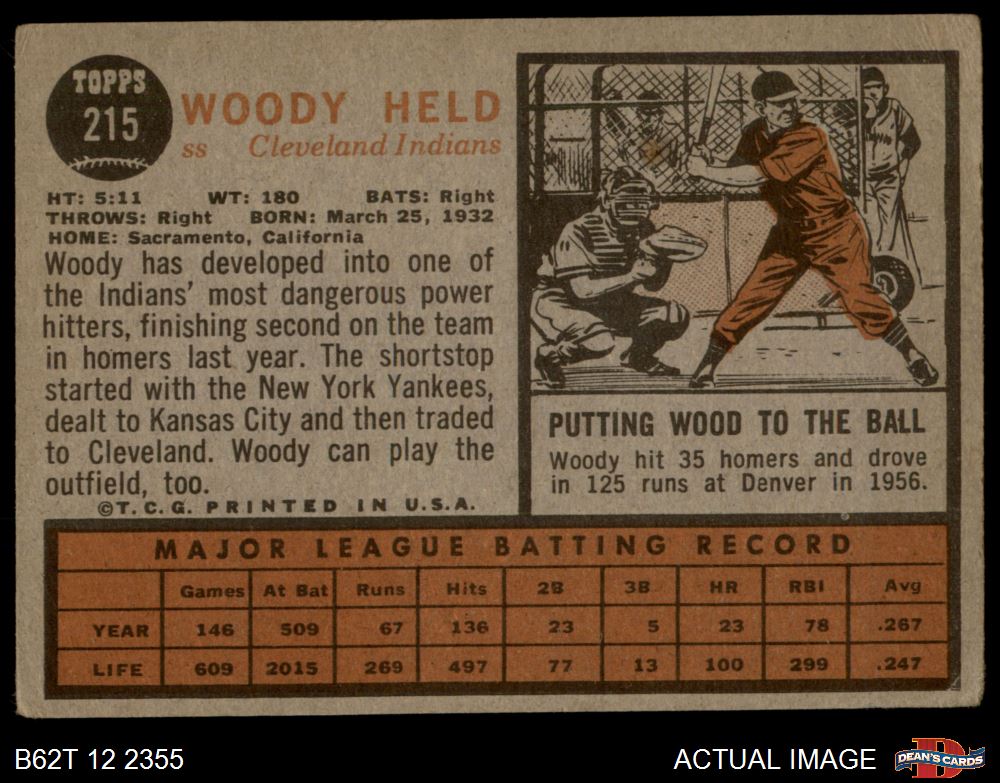 TOPPS
215
WOODY HELD
ss Cleveland Indians
HT: 5:11 WT: 180 BATS: Right
THROWS: Right BORN: March 25, 1932
HOME: Sacramento, California
Woody has developed into one of
the Indians' most dangerous power
hitters, finishing second on the team
in homers last year. The shortstop
started with the New York Yankees,
dealt to Kansas City and then traded
to Cleveland. Woody can play the
outfield, too.
©T. C. G. PRINTED IN U.S.A.
PUTTING WOOD TO THE BALL
Woody hit 35 homers and drove
in 125 runs at Denver in 1956.
MAJOR LEAGUE BATTING RECORD
Games At Bat Runs Hits 2B 3B HR RBI Avg
YEAR 146 509 67 136 23 5 23 78 .267
LIFE 609 2015 269 497 77 13 100 299 .247
B62T 12 2355
ACTUAL IMAGE
D
DEAN'S CARDS